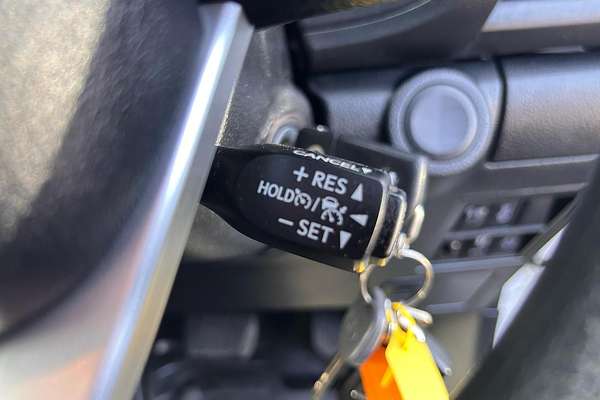 CANCEL
+ RES
HOLD /
- SET